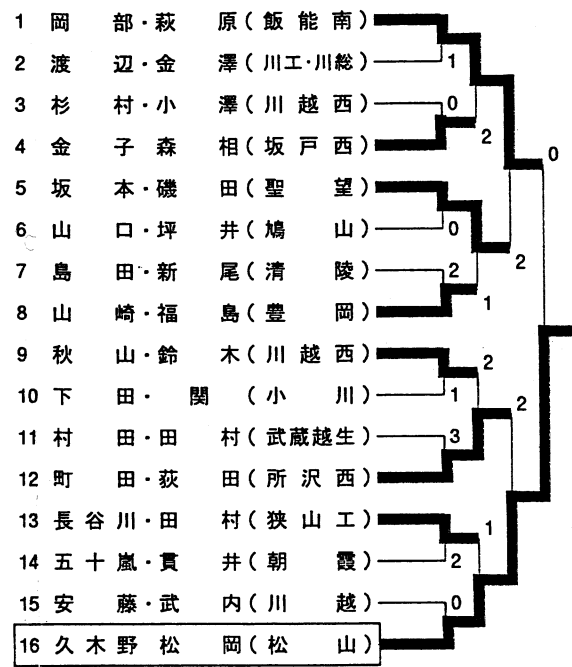 1 岡部・萩原(飯能南)
2 渡辺・金澤(川工・川総)
1
3 杉村・小澤(川越西)
0
4 金子森相(坂戸西)
2
0
5 坂本・磯田(聖望)
6 山口・坪井(鳩山)
0
7 島田・新尾(清陵)
2
2
8 山崎・福島(豊岡)
1
9 秋山・鈴木(川越西)
2
10 下田・関(小川)
1
2
11 村田・田村(武蔵越生)
3
12 町田・荻田(所沢西)
13 長谷川・田村(狭山工)
1
14 五十嵐・貫井(朝霞)
2
15 安藤・武内(川越)
0
16 久木野松岡(松山)